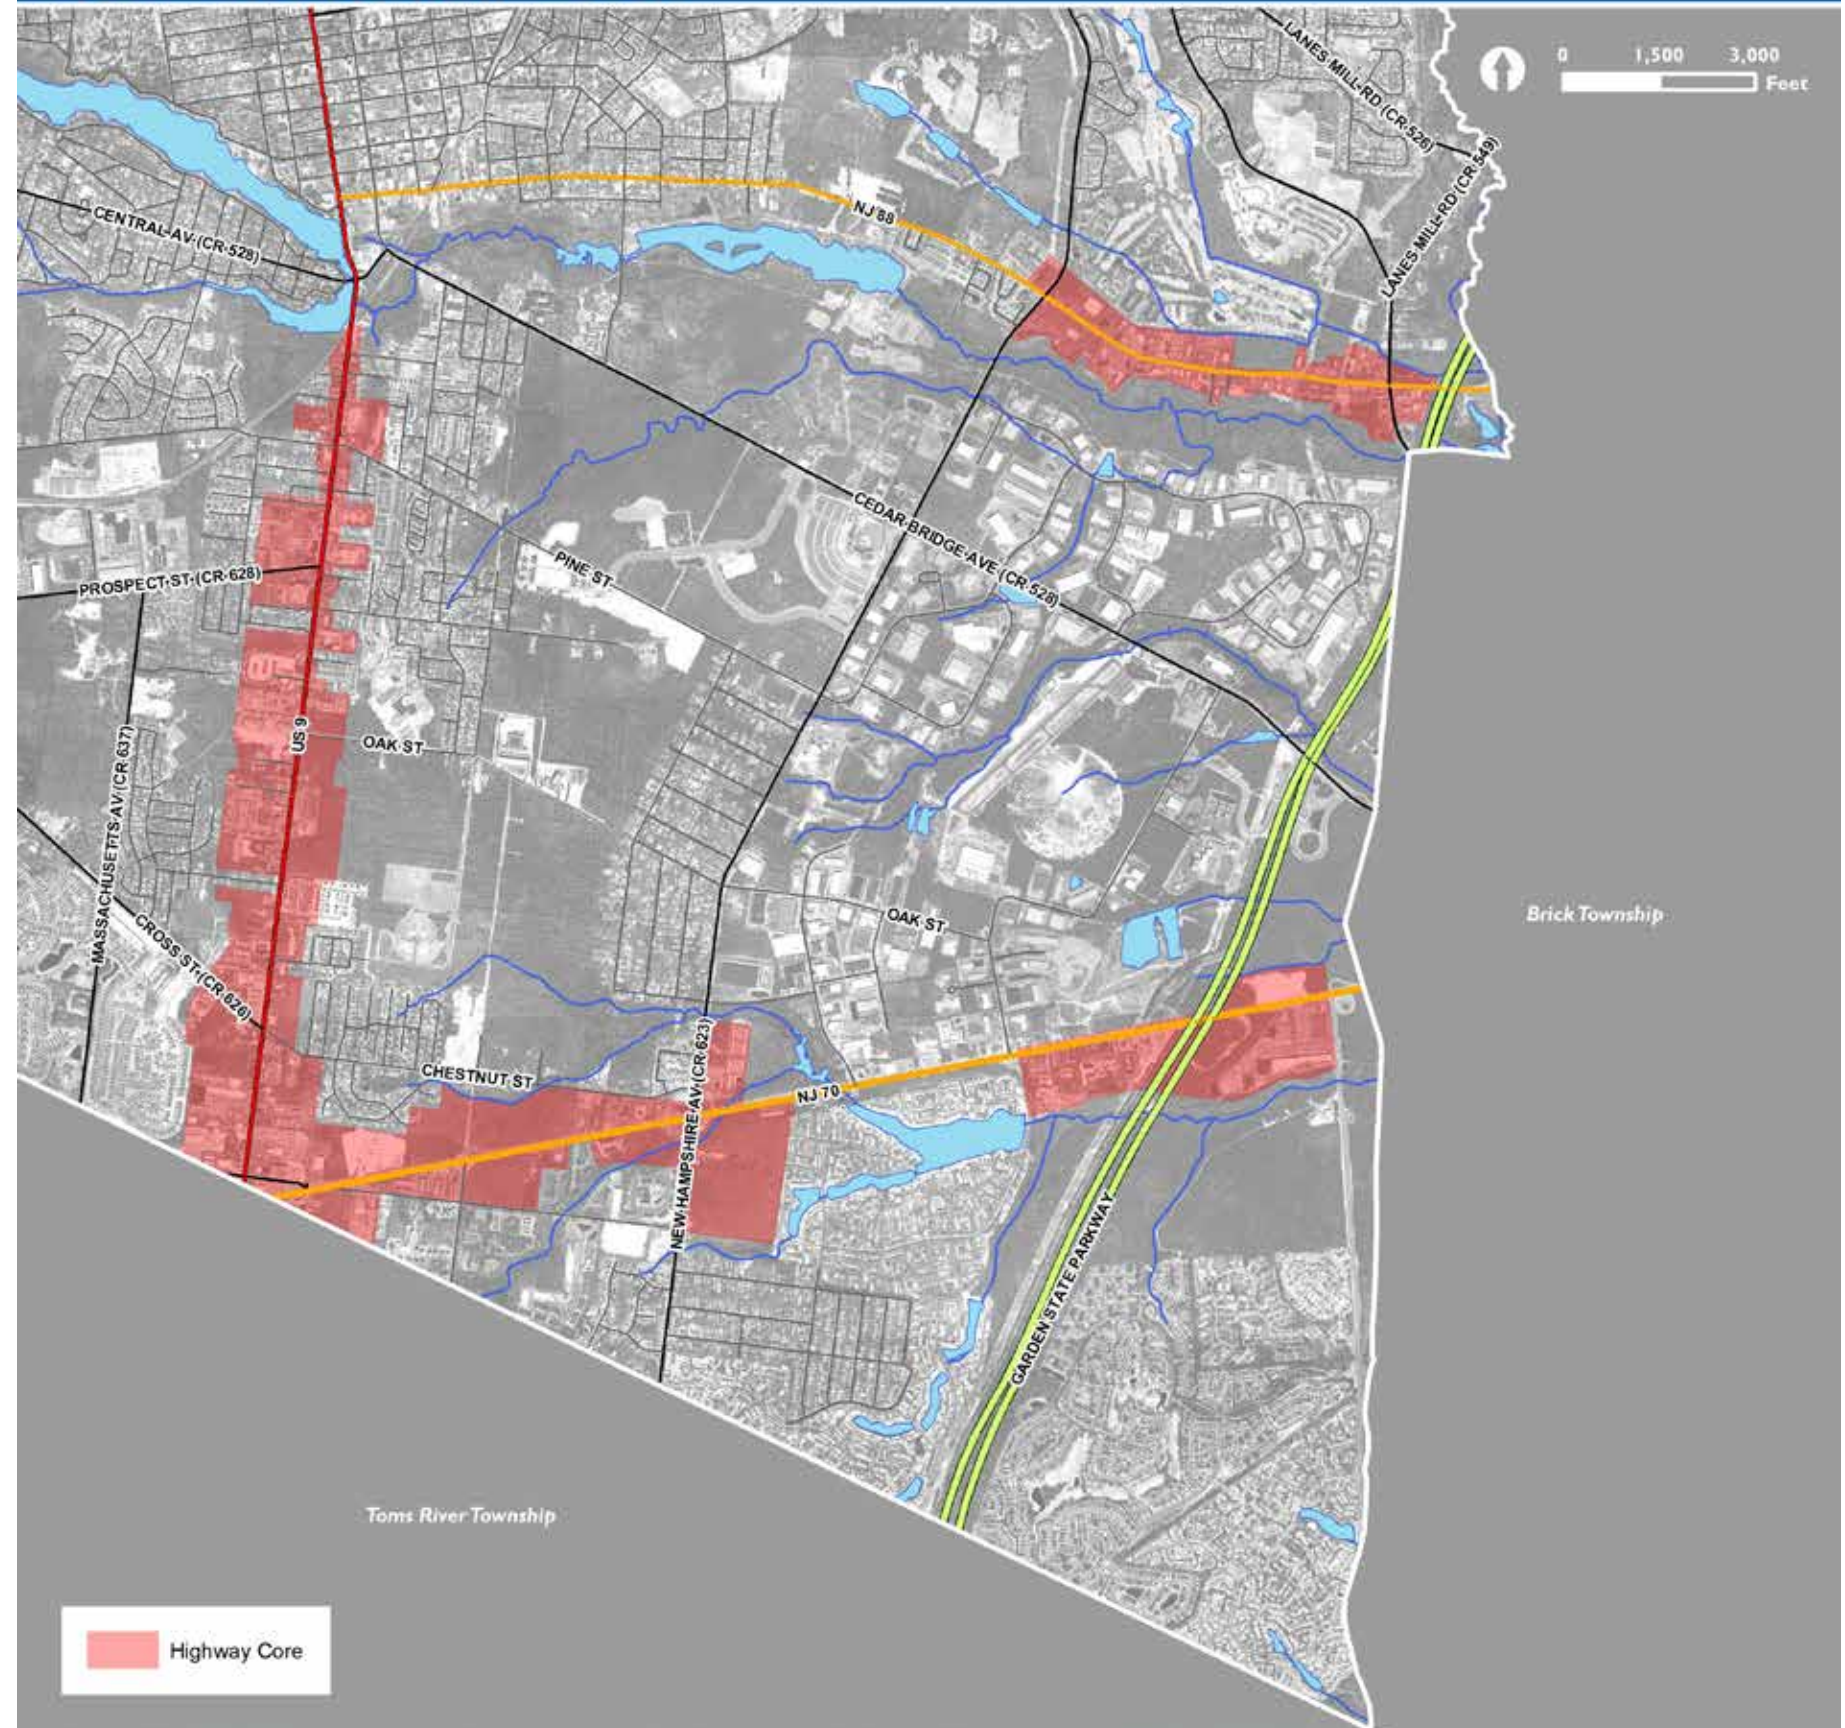 LANES MILL RD (CR 526)
0 1,500 3,000
Feet
LANES MILL RD (CR 549)
CENTRAL AV (CR 528)
NJ 88
CEDAR BRIDGE AVE (CR 528)
PINE ST
PROSPECT ST (CR 628)
US 9
OAK ST
MASSACHUSETTS AV (CR 637)
CROSS ST (CR 626)
OAK ST
Brick Township
CHESTNUT ST
NEW HAMPSHIRE AV (CR 623)
NJ 70
GARDEN STATE PARKWAY
Toms River Township
Highway Core